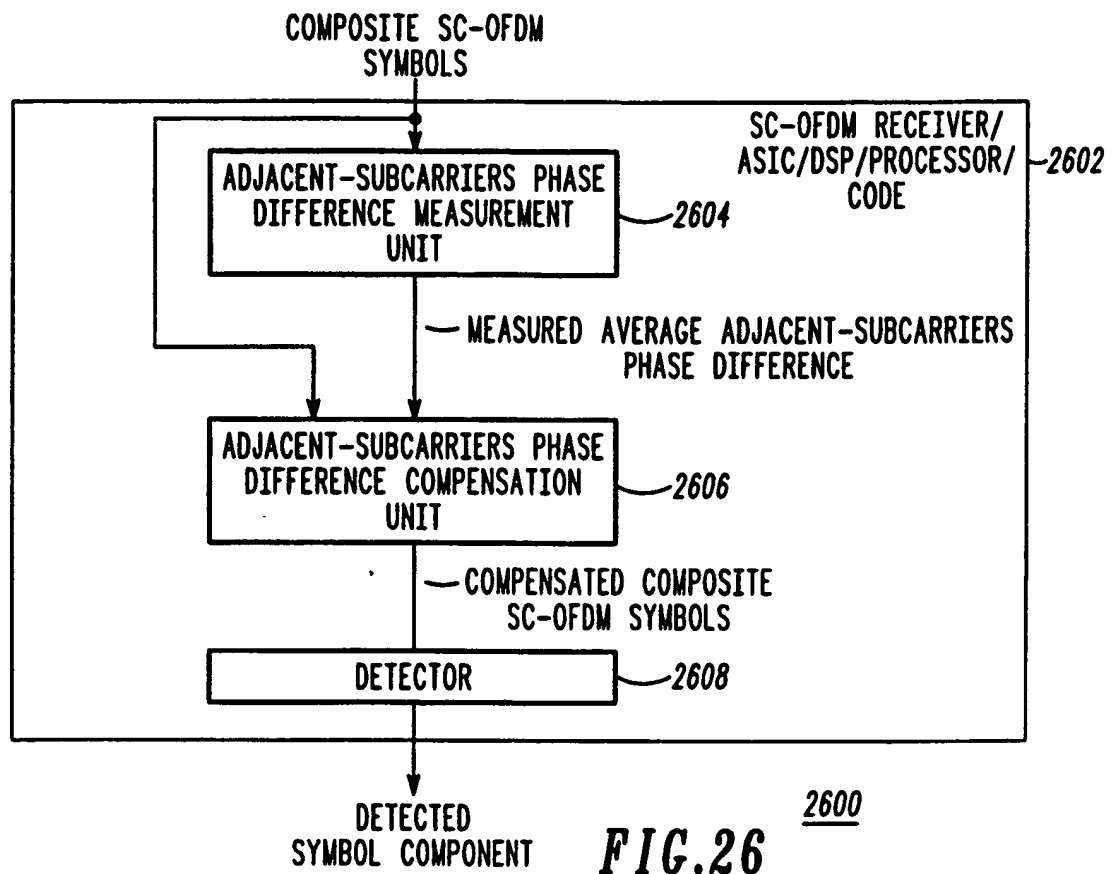 COMPOSITE SC-OFDM
SYMBOLS
SC-OFDM RECEIVER/
ASIC/DSP/PROCESSOR/
CODE
2602
ADJACENT-SUBCARRIERS PHASE
DIFFERENCE MEASUREMENT
UNIT
2604
MEASURED AVERAGE ADJACENT-SUBCARRIERS
PHASE DIFFERENCE
ADJACENT-SUBCARRIERS PHASE
DIFFERENCE COMPENSATION
UNIT
2606
COMPENSATED COMPOSITE
SC-OFDM SYMBOLS
DETECTOR
2608
DETECTED
SYMBOL COMPONENT
2600
FIG.26